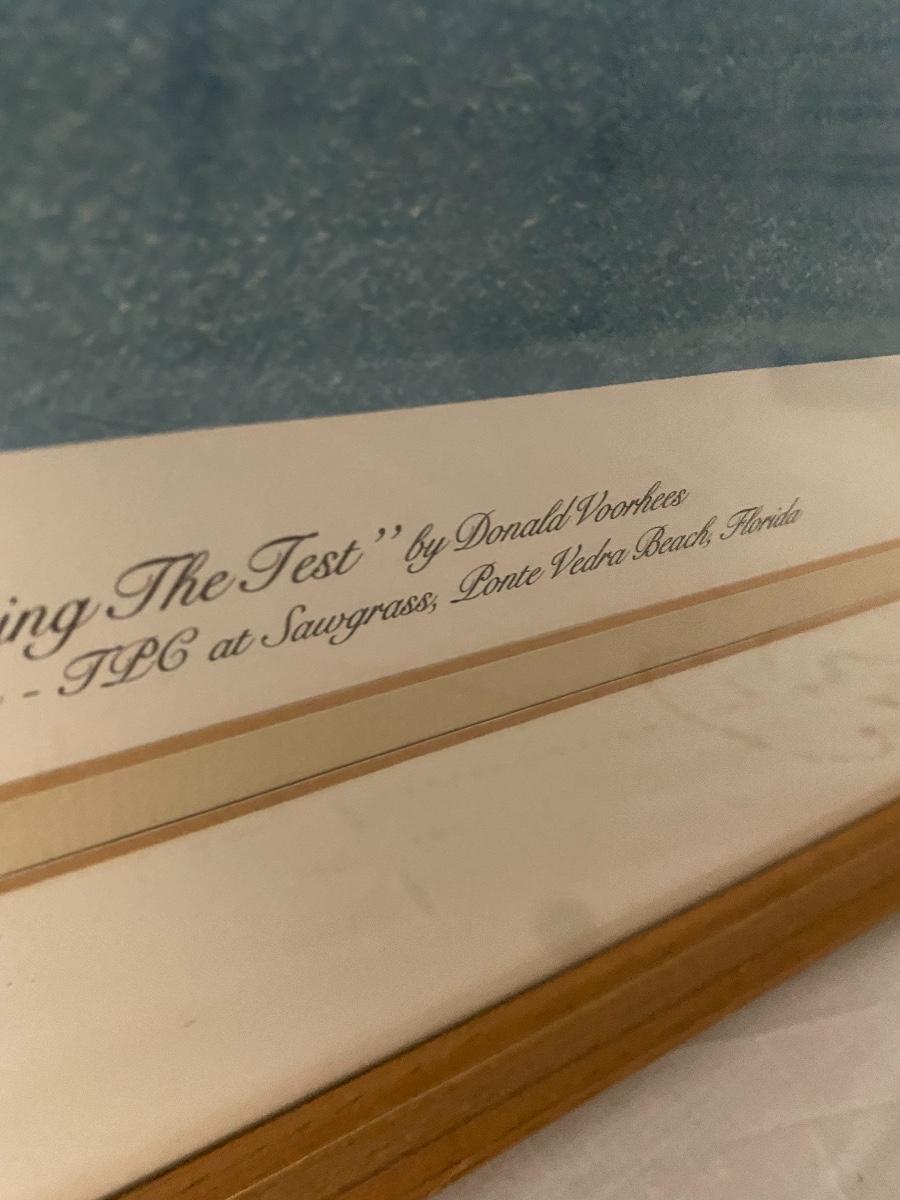 ing The Test" by Donald Voorhees
- TPC at Sawgrass, Ponte Vedra Beach, Florida